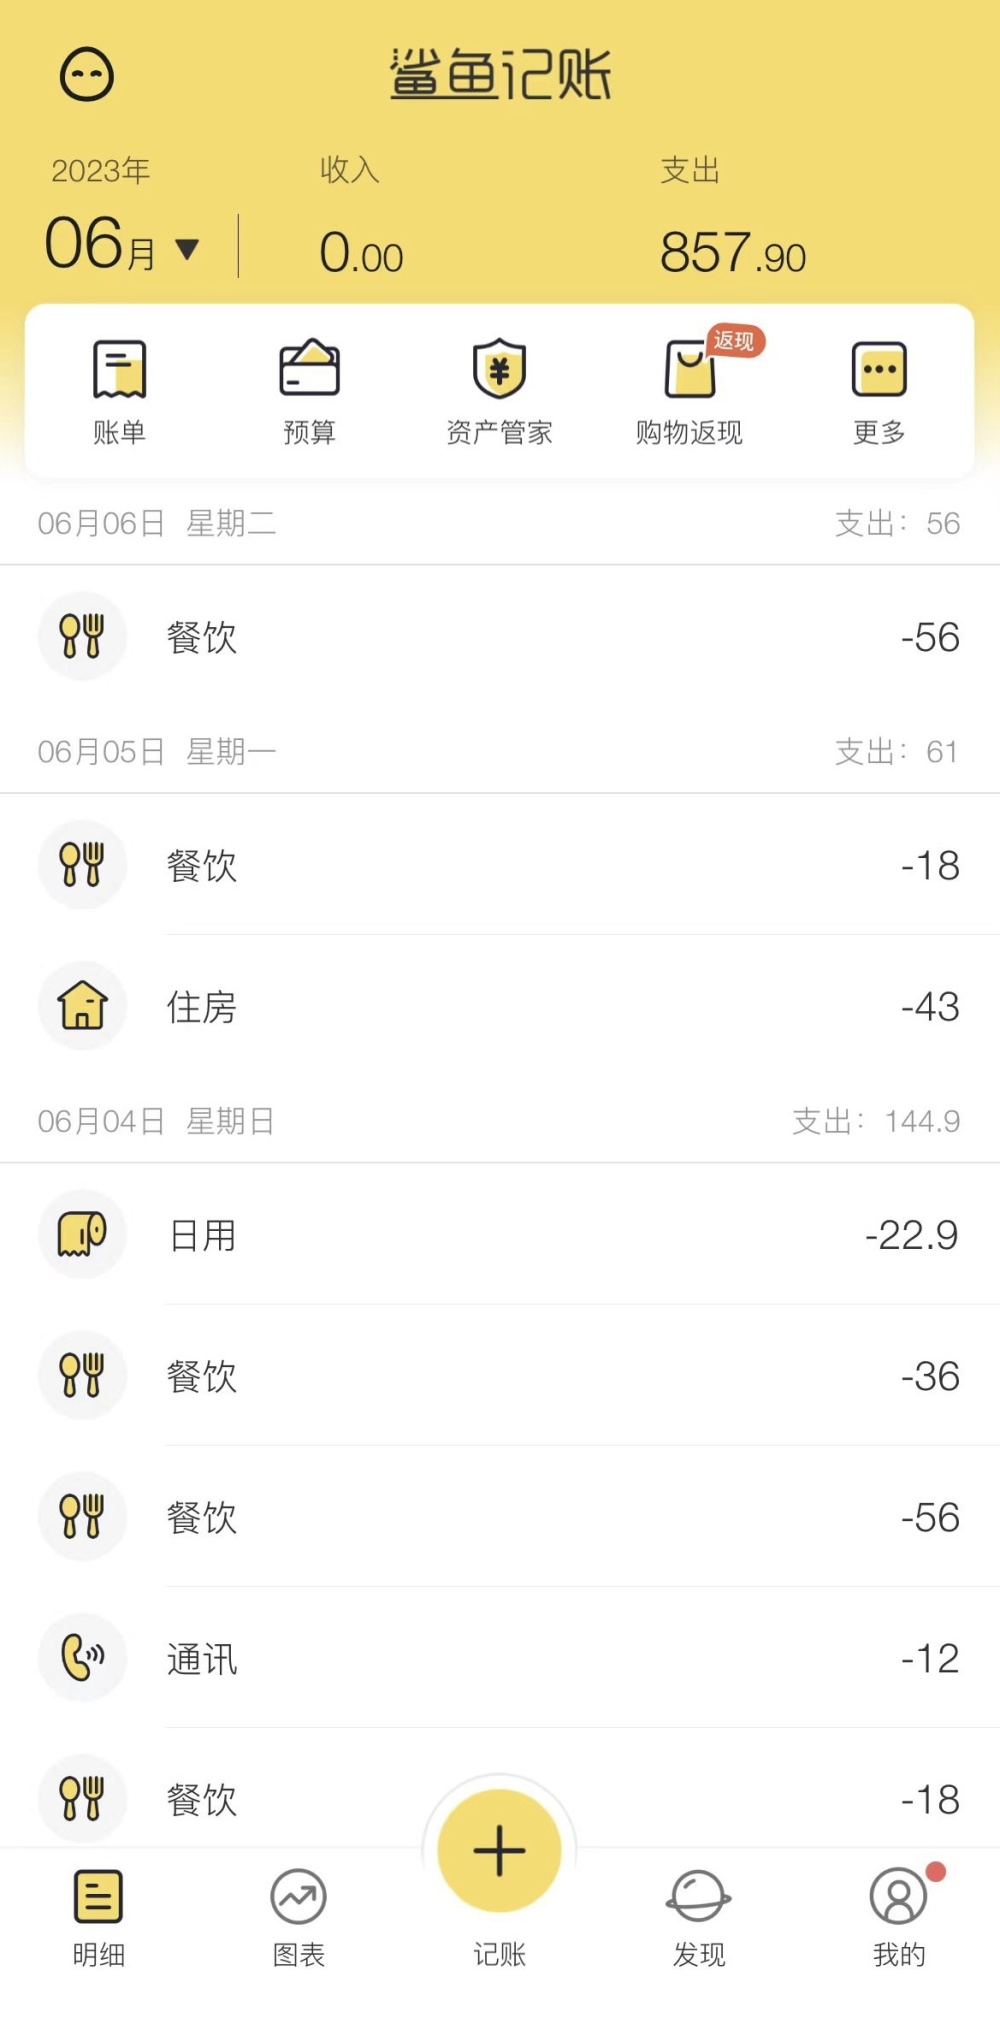 鲨鱼记账
2023年 收入 支出
06月 ▼ 0.00 857.90
返现
账单 预算 资产管家 购物返现 更多
06月06日 星期二 支出：56
餐饮 -56
06月05日 星期一 支出：61
餐饮 -18
住房 -43
06月04日 星期日 支出：144.9
日用 -22.9
餐饮 -36
餐饮 -56
通讯 -12
餐饮 -18
明细 图表 记账 发现 我的